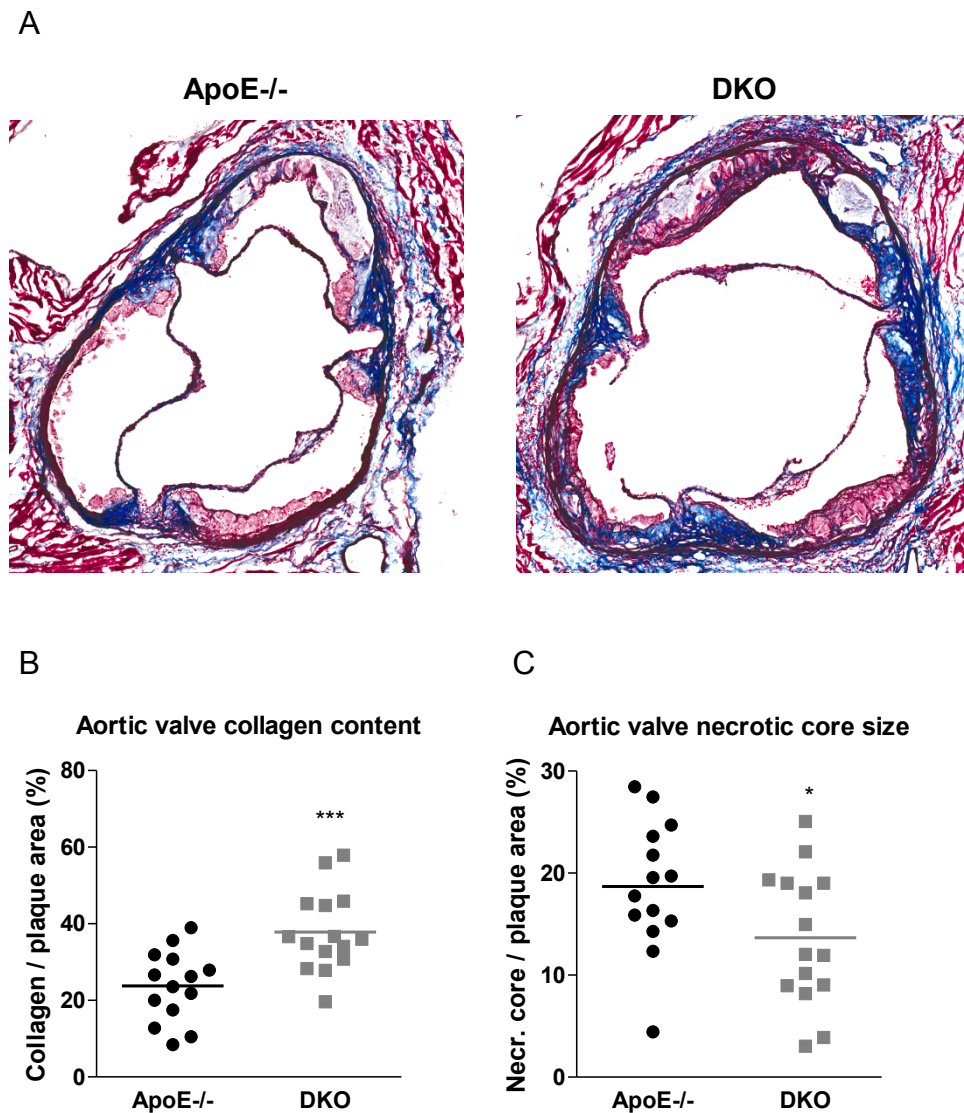 A
ApoE-/-
DKO
B
Aortic valve collagen content
Collagen / plaque area (%)
80
60
40
20
0
***
ApoE-/-
DKO
C
Aortic valve necrotic core size
Necr. core / plaque area (%)
30
20
10
0
*
ApoE-/-
DKO